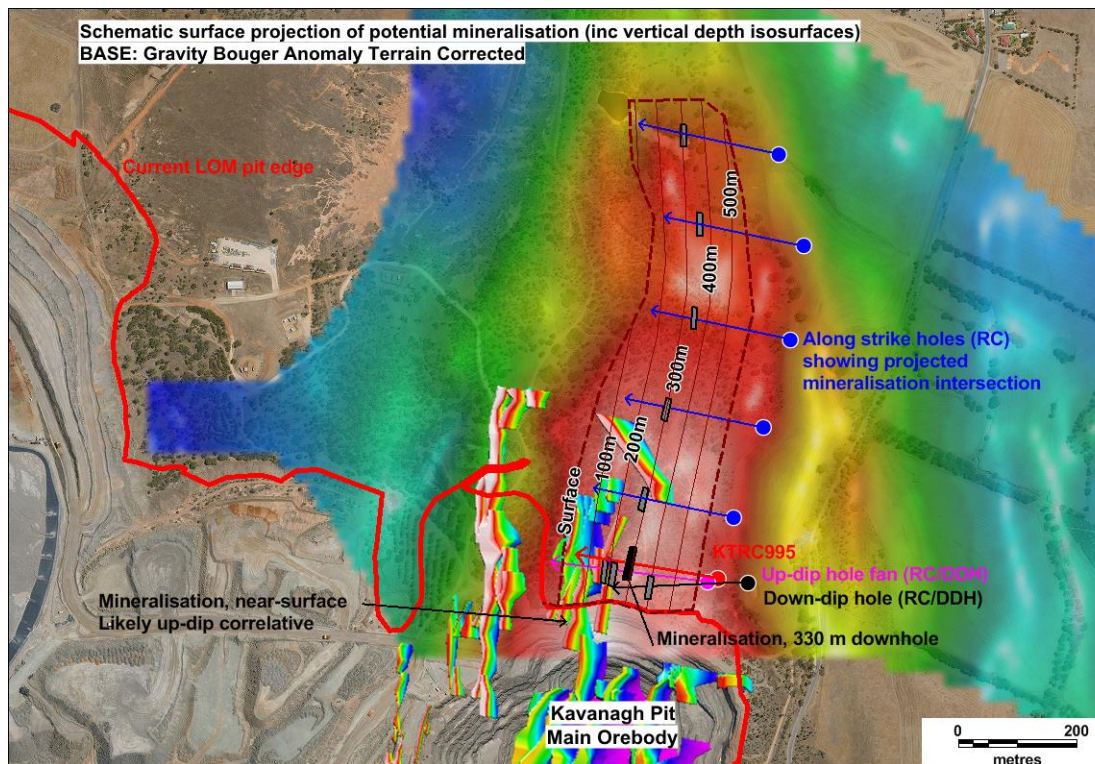 Schematic surface projection of potential mineralisation (inc vertical depth isosurfaces)
BASE: Gravity Bouger Anomaly Terrain Corrected
Current LOM pit edge
500m
400m
300m
200m
100m
Surface
Along strike holes (RC)
showing projected
mineralisation intersection
KTRC995
Up-dip hole fan (RC/DDH)
Down-dip hole (RC/DDH)
Mineralisation, near-surface
Likely up-dip correlative
Mineralisation, 330 m downhole
Kavanagh Pit
Main Orebody
0 200
metres